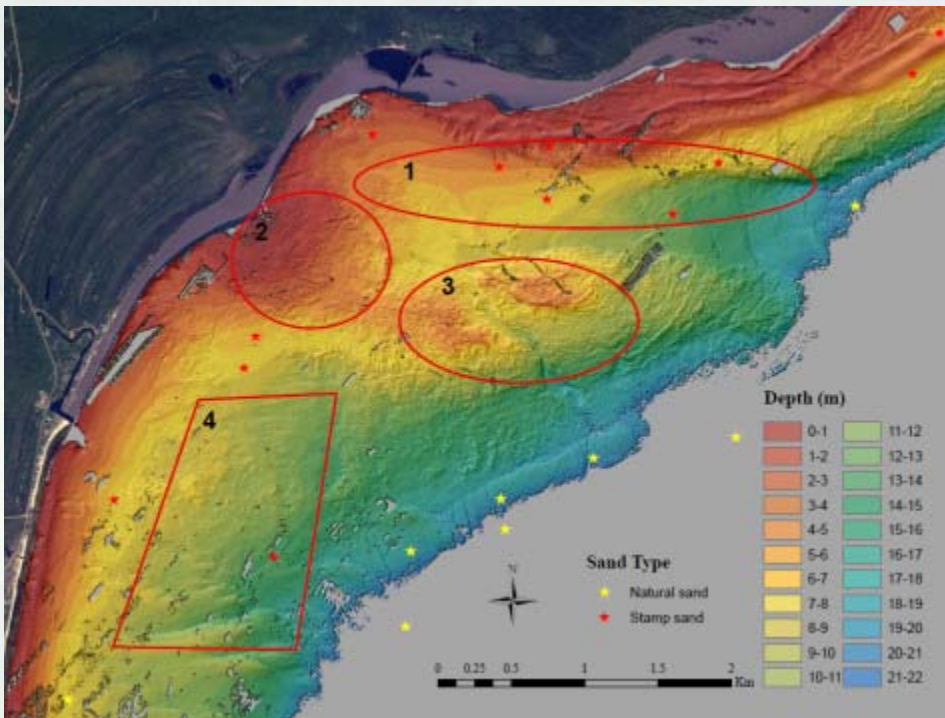 1
2
3
4
Depth (m)
0-1 11-12
1-2 12-13
2-3 13-14
3-4 14-15
4-5 15-16
5-6 16-17
6-7 17-18
7-8 18-19
8-9 19-20
9-10 20-21
10-11 21-22
Sand Type
Natural sand
Stamp sand
N
0 0.25 0.5 1 1.5 2
Km